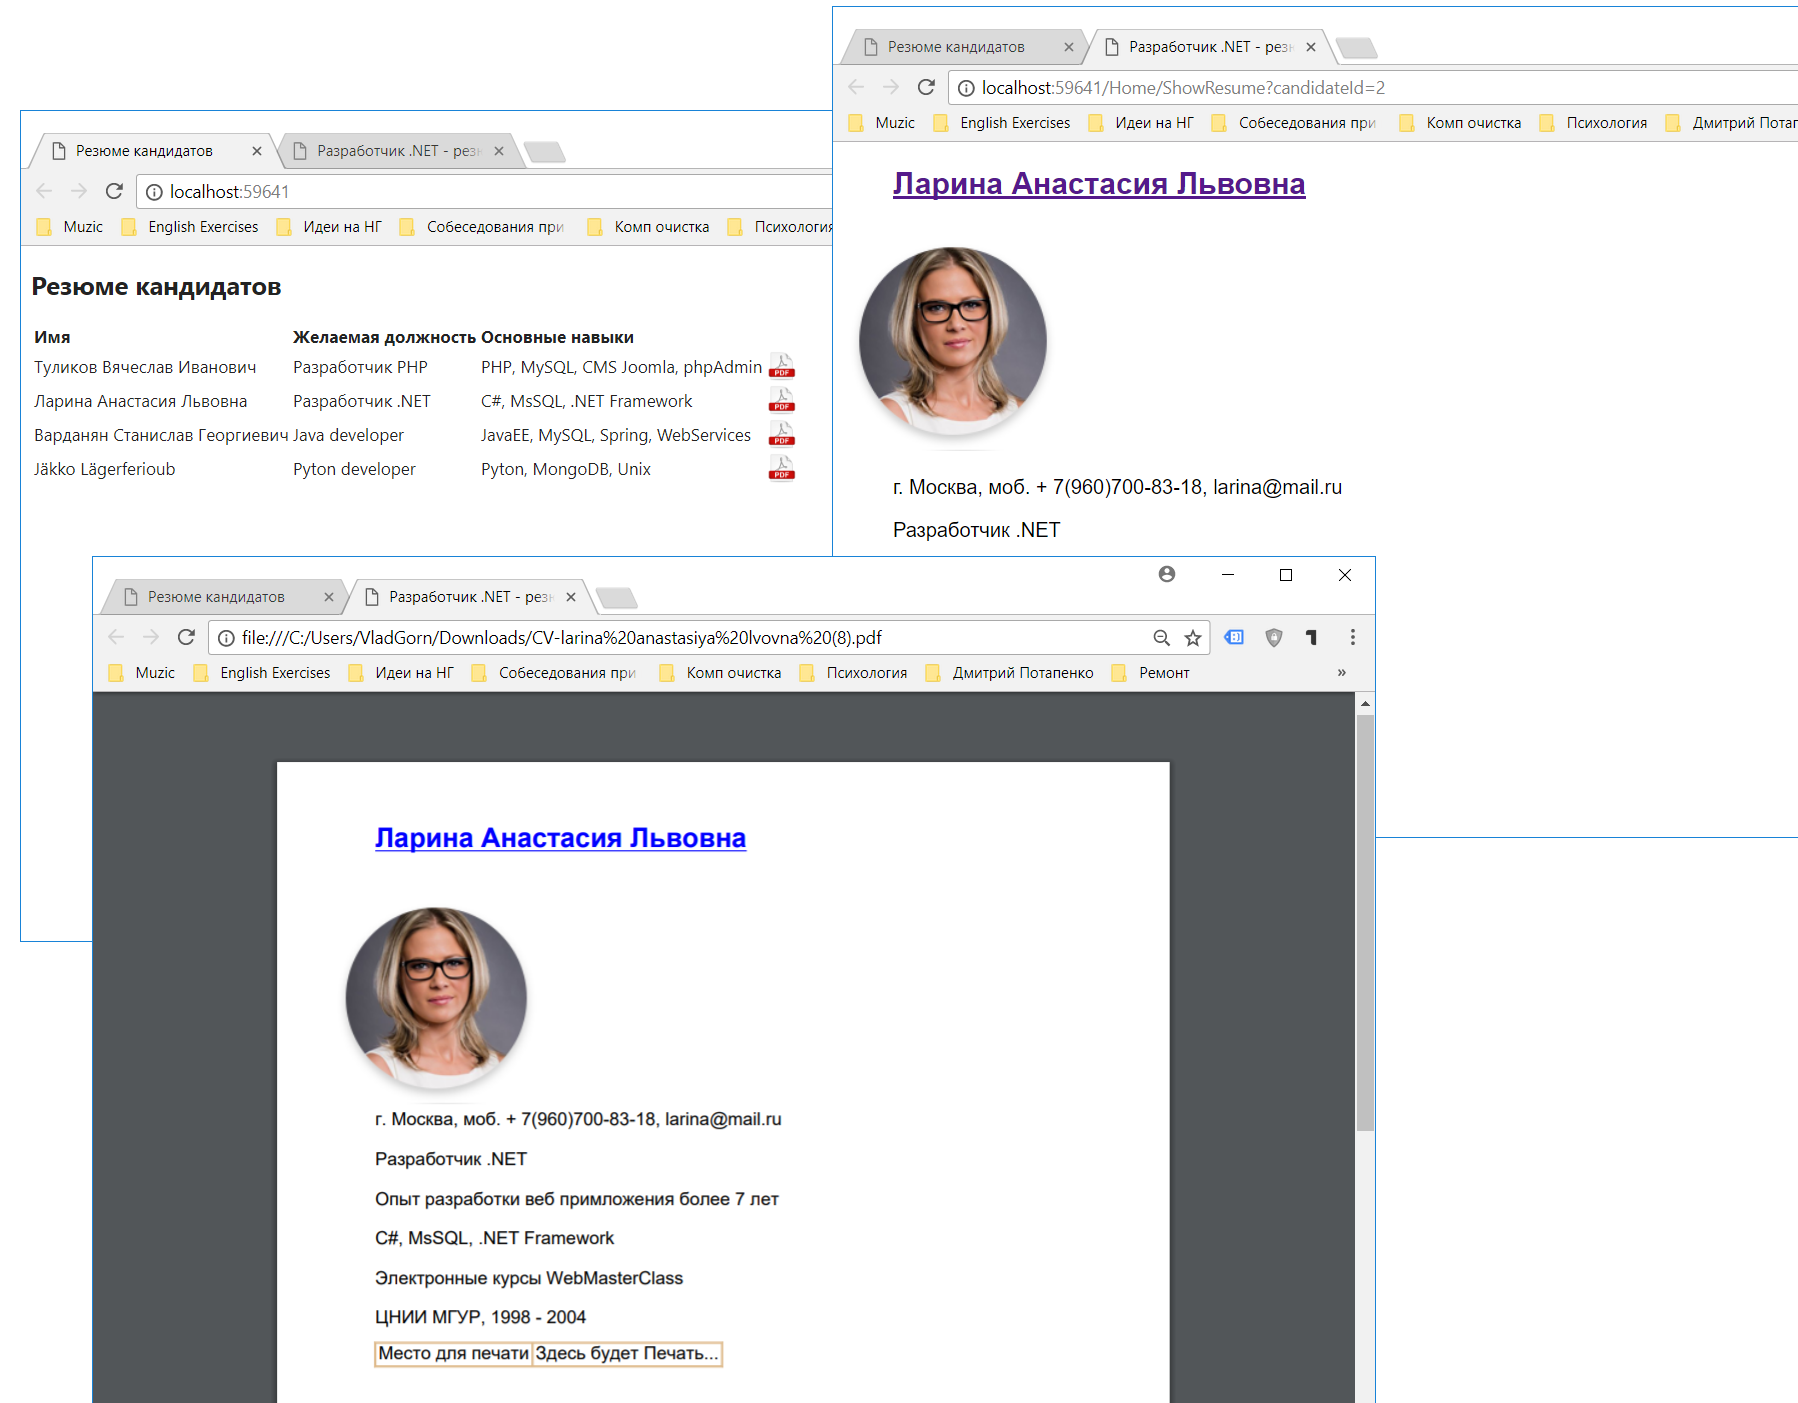 Резюме кандидатов
Разработчик .NET - рез
localhost:59641/Home/ShowResume?candidateId=2
Muzic English Exercises Идеи на НГ Собеседования при Комп очистка Психология Дмитрий Потап
Ларина Анастасия Львовна
г. Москва, моб. + 7(960)700-83-18, larina@mail.ru
Разработчик .NET
Резюме кандидатов
Разработчик .NET - рез
localhost:59641
Muzic English Exercises Идеи на НГ Собеседования при Комп очистка Психология
Резюме кандидатов
Имя Желаемая должность Основные навыки
Туликов Вячеслав Иванович Разработчик PHP PHP, MySQL, CMS Joomla, phpAdmin PDF
Ларина Анастасия Львовна Разработчик .NET C#, MsSQL, .NET Framework PDF
Варданян Станислав Георгиевич Java developer JavaEE, MySQL, Spring, WebServices PDF
Jäkko Lägerferioub Pyton developer Pyton, MongoDB, Unix PDF
Резюме кандидатов
Разработчик .NET - рез
file:///C:/Users/VladGorn/Downloads/CV-larina%20anastasiya%20lvovna%20(8).pdf
Muzic English Exercises Идеи на НГ Собеседования при Комп очистка Психология Дмитрий Потапенко Ремонт »
Ларина Анастасия Львовна
г. Москва, моб. + 7(960)700-83-18, larina@mail.ru
Разработчик .NET
Опыт разработки веб примложения более 7 лет
C#, MsSQL, .NET Framework
Электронные курсы WebMasterClass
ЦНИИ МГУР, 1998 - 2004
Место для печати Здесь будет Печать...